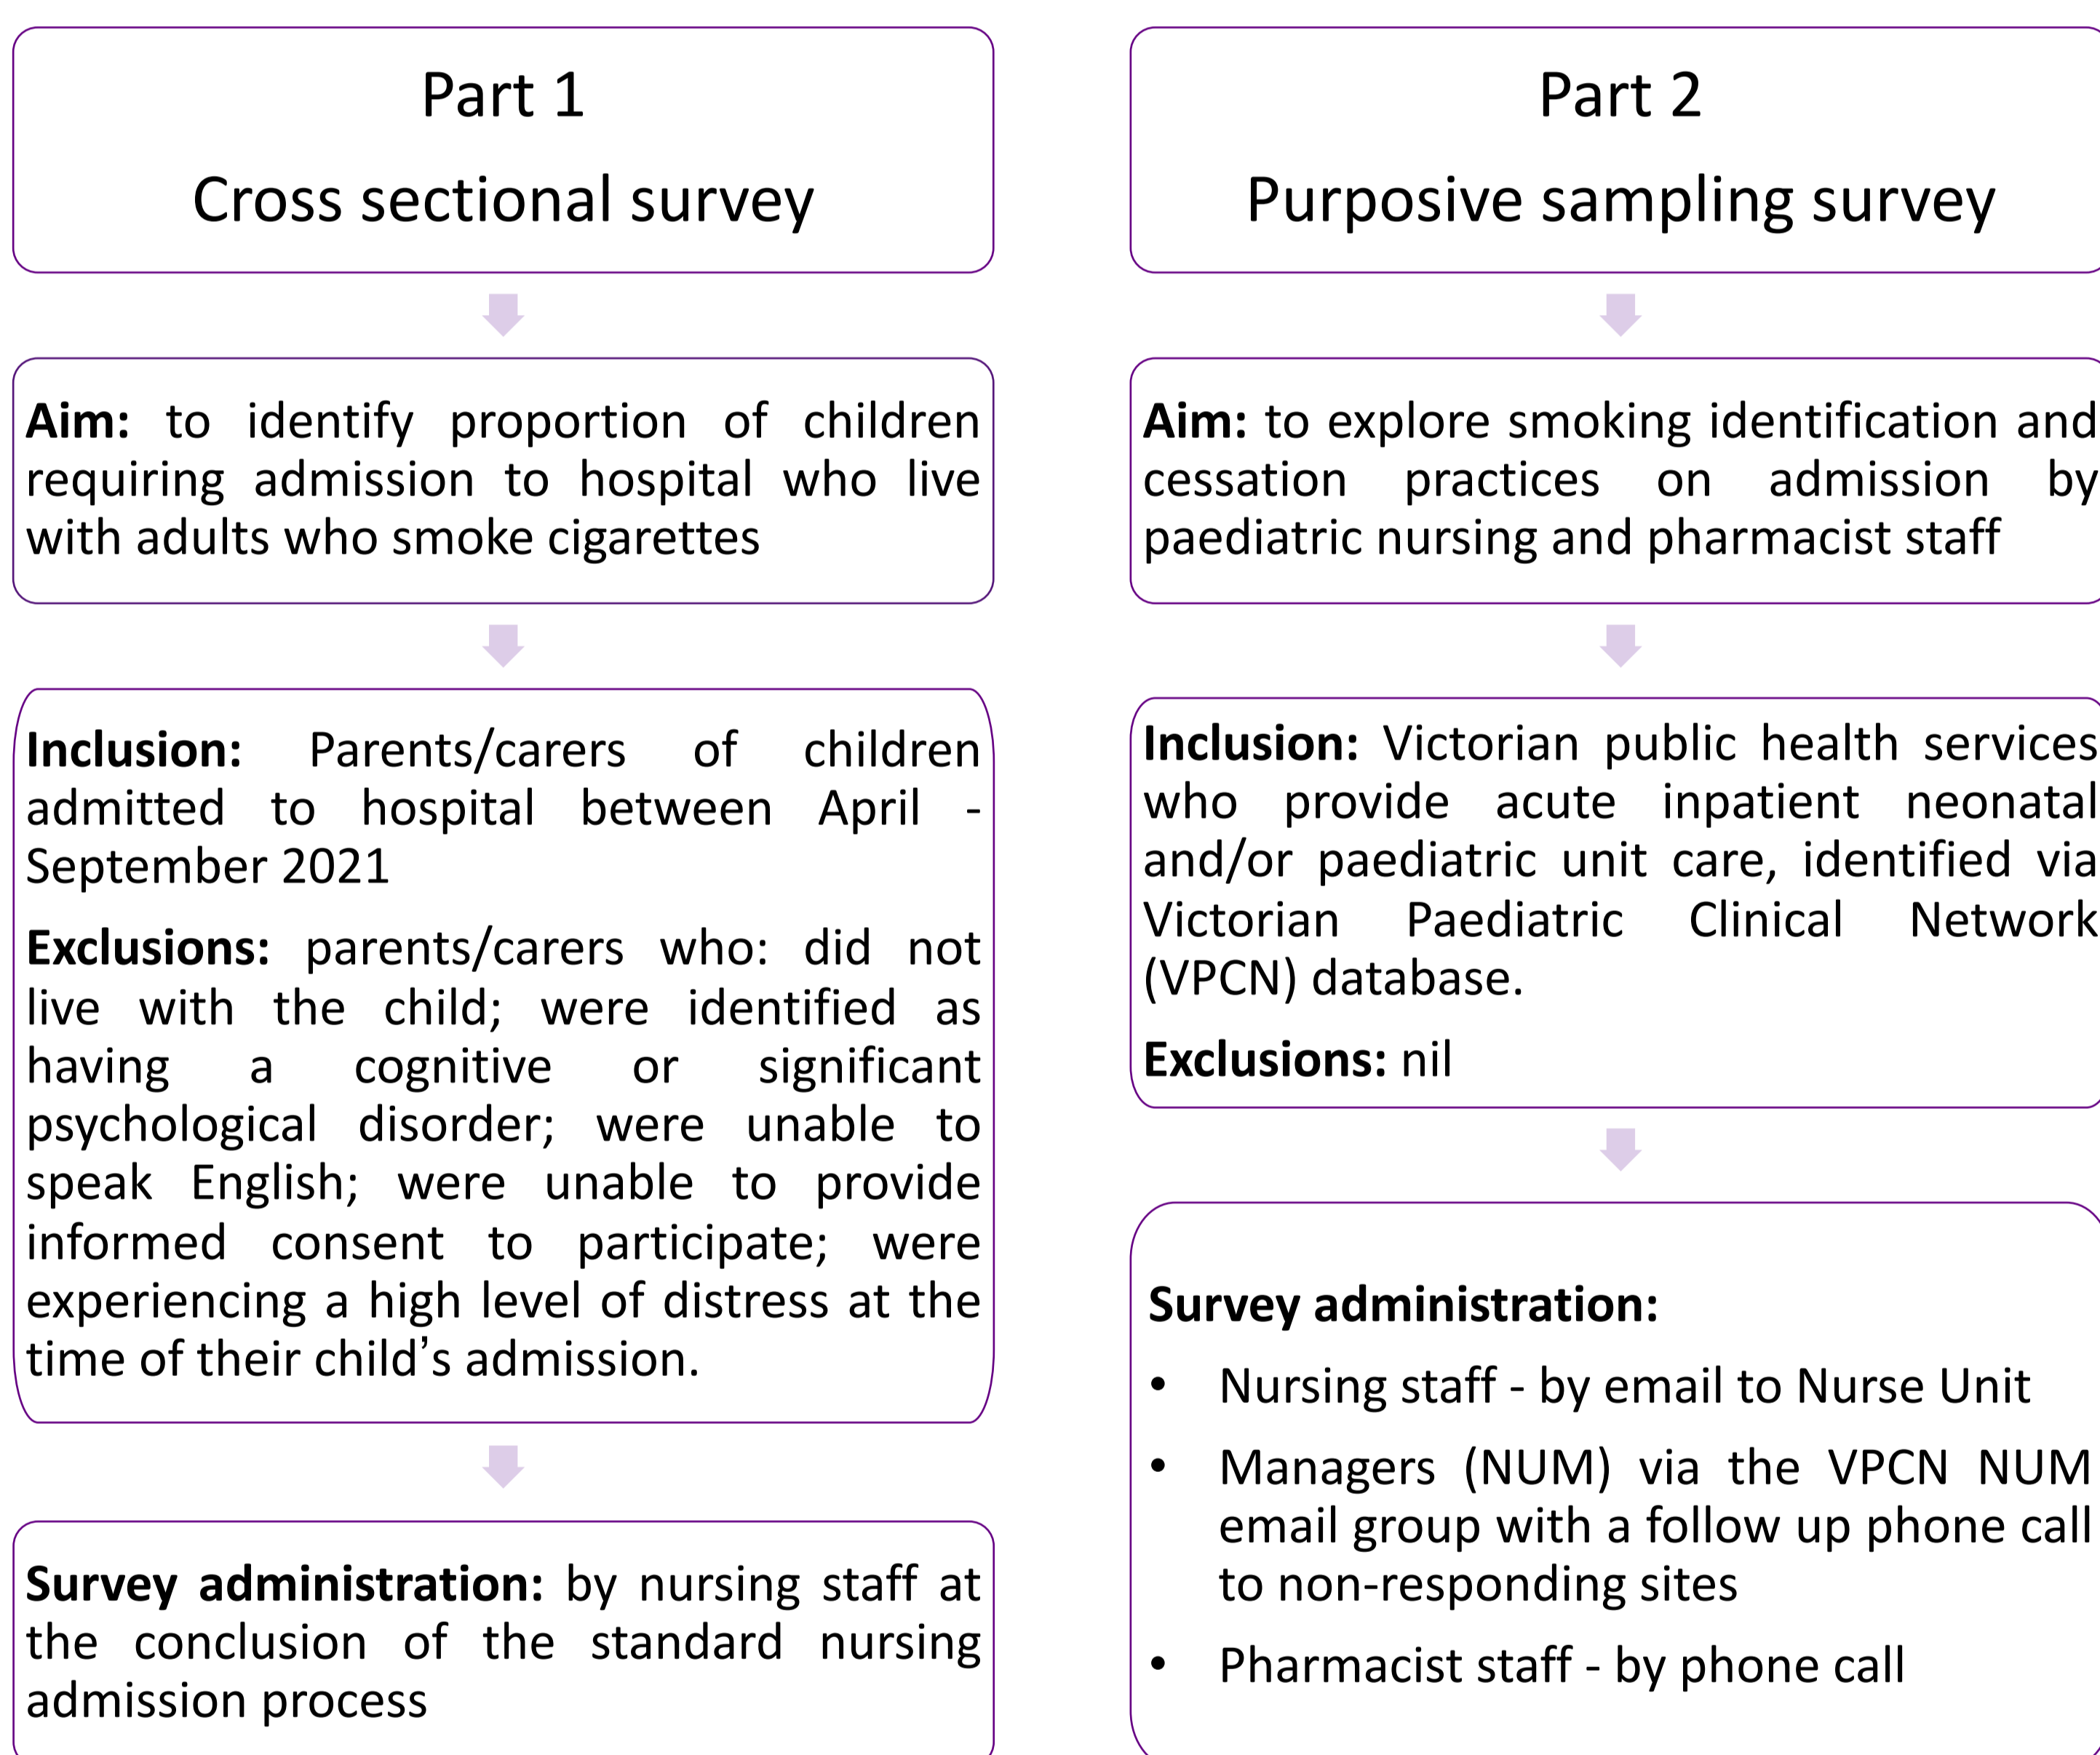 Part 1
Cross sectional survey
Aim: to identify proportion of children
requiring admission to hospital who live
with adults who smoke cigarettes
Inclusion: Parents/carers of children
admitted to hospital between April -
September 2021
Exclusions: parents/carers who: did not
live with the child; were identified as
having a cognitive or significant
psychological disorder; were unable to
speak English; were unable to provide
informed consent to participate; were
experiencing a high level of distress at the
time of their child’s admission.
Survey administration: by nursing staff at
the conclusion of the standard nursing
admission process
Part 2
Purposive sampling survey
Aim: to explore smoking identification and
cessation practices on admission by
paediatric nursing and pharmacist staff
Inclusion: Victorian public health services
who provide acute inpatient neonatal
and/or paediatric unit care, identified via
Victorian Paediatric Clinical Network
(VPCN) database.
Exclusions: nil
Survey administration:
• Nursing staff - by email to Nurse Unit
• Managers (NUM) via the VPCN NUM
email group with a follow up phone call
to non-responding sites
• Pharmacist staff - by phone call